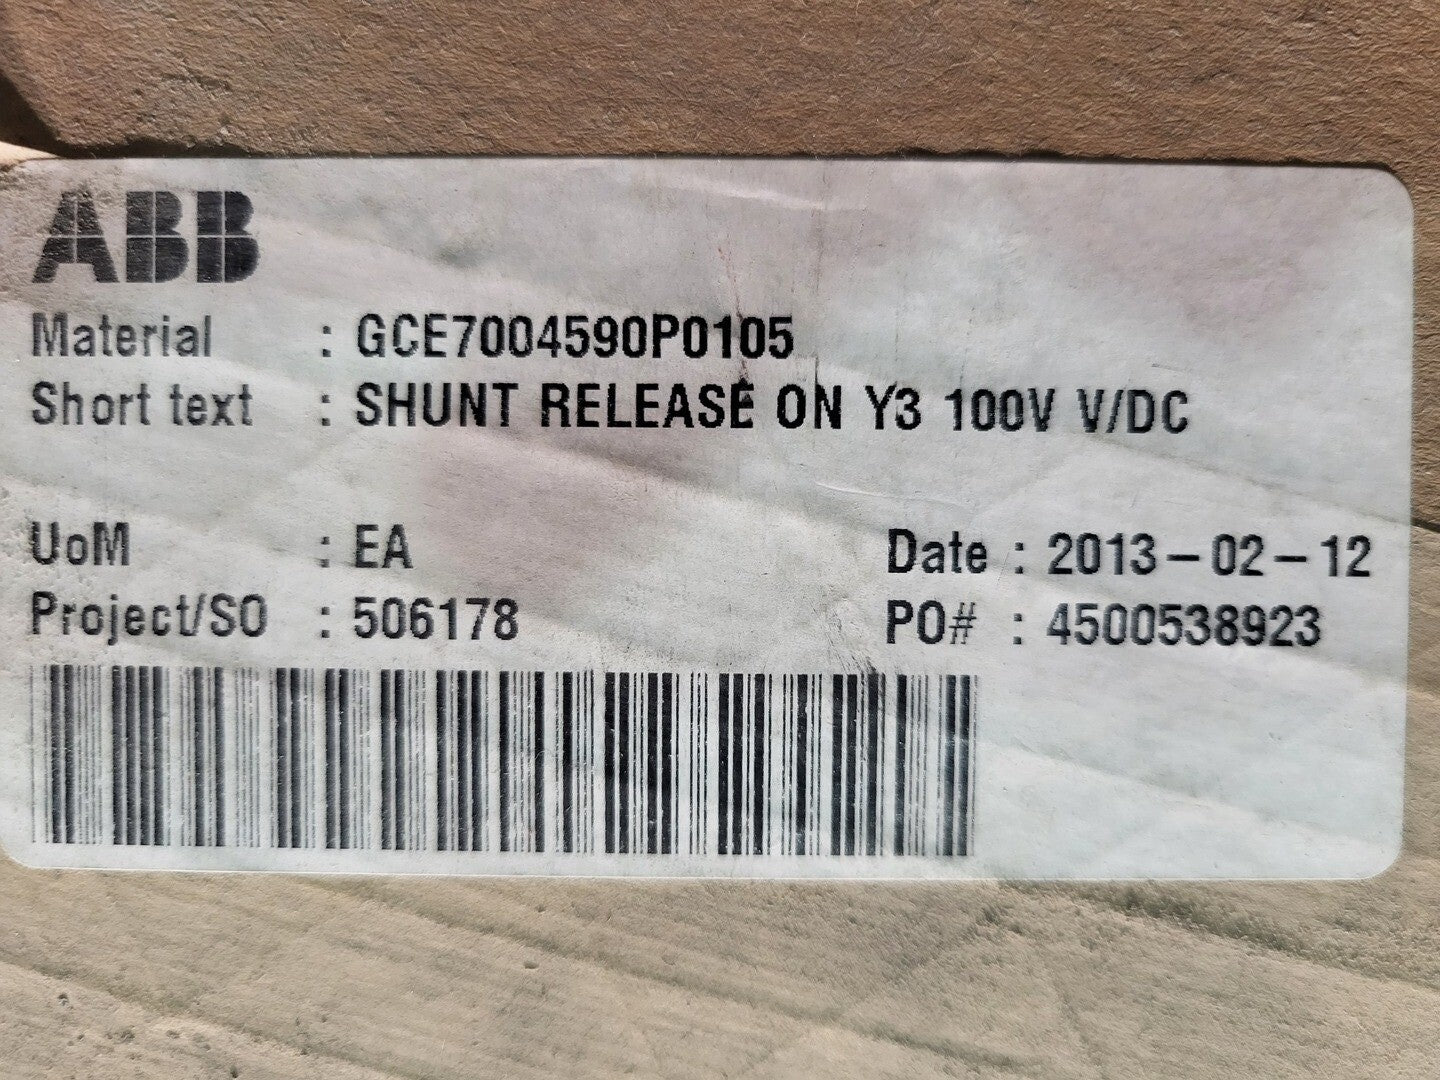 ABB
Material : GCE7004590P0105
Short text : SHUNT RELEASE ON Y3 100V V/DC
UoM : EA Date : 2013-02-12
Project/SO : 506178 PO# : 4500538923